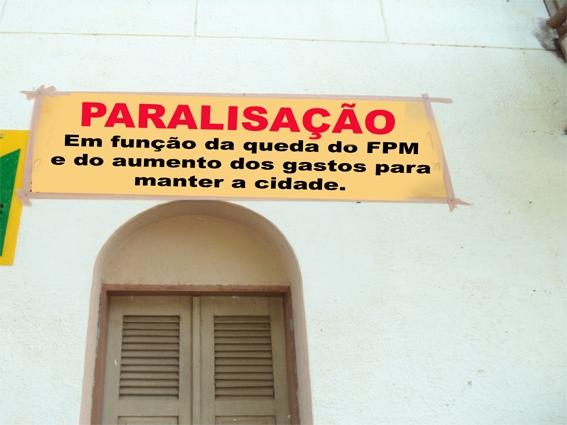 PARALISAÇÃO
Em função da queda do FPM
e do aumento dos gastos para
manter a cidade.